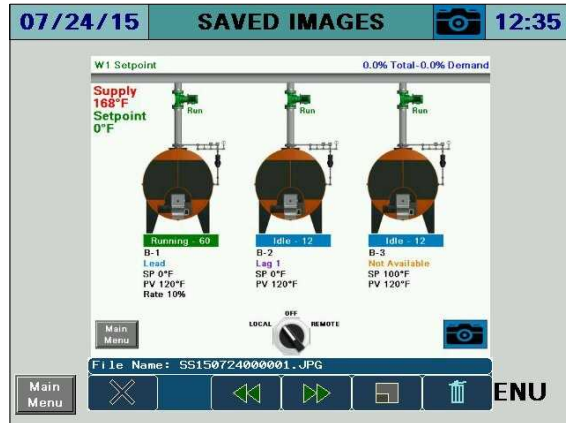 07/24/15 SAVED IMAGES 12:35
W1 Setpoint 0.0% Total-0.0% Demand
Supply
168°F
Setpoint
0°F
Run Run Run
Running - 60 Idle - 12 Idle - 12
B-1 B-2 B-3
Lead Lag 1 Not Available
SP 0°F SP 0°F SP 100°F
PV 120°F PV 120°F PV 120°F
Rate 10%
OFF
LOCAL REMOTE
Main
Menu
File Name: SS150724000001.JPG
Main
Menu
ENU